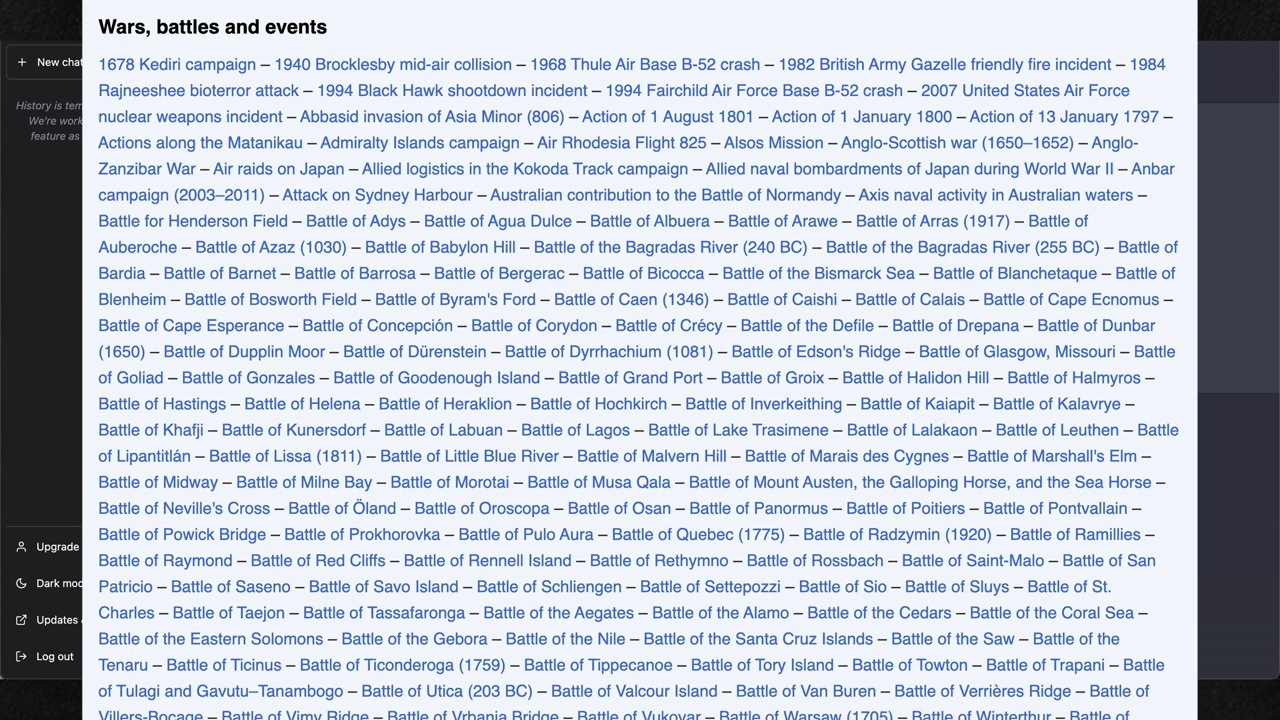 Wars, battles and events
1678 Kediri campaign – 1940 Brocklesby mid-air collision – 1968 Thule Air Base B-52 crash – 1982 British Army Gazelle friendly fire incident – 1984
Rajneeshee bioterror attack – 1994 Black Hawk shootdown incident – 1994 Fairchild Air Force Base B-52 crash – 2007 United States Air Force
nuclear weapons incident – Abbasid invasion of Asia Minor (806) – Action of 1 August 1801 – Action of 1 January 1800 – Action of 13 January 1797 –
Actions along the Matanikau – Admiralty Islands campaign – Air Rhodesia Flight 825 – Alsos Mission – Anglo-Scottish war (1650–1652) – Anglo-
Zanzibar War – Air raids on Japan – Allied logistics in the Kokoda Track campaign – Allied naval bombardments of Japan during World War II – Anbar
campaign (2003–2011) – Attack on Sydney Harbour – Australian contribution to the Battle of Normandy – Axis naval activity in Australian waters –
Battle for Henderson Field – Battle of Adys – Battle of Agua Dulce – Battle of Albuera – Battle of Arawe – Battle of Arras (1917) – Battle of
Auberoche – Battle of Azaz (1030) – Battle of Babylon Hill – Battle of the Bagradas River (240 BC) – Battle of the Bagradas River (255 BC) – Battle of
Bardia – Battle of Barnet – Battle of Barrosa – Battle of Bergerac – Battle of Bicocca – Battle of the Bismarck Sea – Battle of Blanchetaque – Battle of
Blenheim – Battle of Bosworth Field – Battle of Byram's Ford – Battle of Caen (1346) – Battle of Caishi – Battle of Calais – Battle of Cape Ecnomus –
Battle of Cape Esperance – Battle of Concepción – Battle of Corydon – Battle of Crécy – Battle of the Defile – Battle of Drepana – Battle of Dunbar
(1650) – Battle of Dupplin Moor – Battle of Dürenstein – Battle of Dyrrhachium (1081) – Battle of Edson's Ridge – Battle of Glasgow, Missouri – Battle
of Goliad – Battle of Gonzales – Battle of Goodenough Island – Battle of Grand Port – Battle of Groix – Battle of Halidon Hill – Battle of Halmyros –
Battle of Hastings – Battle of Helena – Battle of Heraklion – Battle of Hochkirch – Battle of Inverkeithing – Battle of Kaiapit – Battle of Kalavrye –
Battle of Khafji – Battle of Kunersdorf – Battle of Labuan – Battle of Lagos – Battle of Lake Trasimene – Battle of Lalakaon – Battle of Leuthen – Battle
of Lipantitlán – Battle of Lissa (1811) – Battle of Little Blue River – Battle of Malvern Hill – Battle of Marais des Cygnes – Battle of Marshall's Elm –
Battle of Midway – Battle of Milne Bay – Battle of Morotai – Battle of Musa Qala – Battle of Mount Austen, the Galloping Horse, and the Sea Horse –
Battle of Neville's Cross – Battle of Öland – Battle of Oroscopa – Battle of Osan – Battle of Panormus – Battle of Poitiers – Battle of Pontvallain –
Battle of Powick Bridge – Battle of Prokhorovka – Battle of Pulo Aura – Battle of Quebec (1775) – Battle of Radzymin (1920) – Battle of Ramillies –
Battle of Raymond – Battle of Red Cliffs – Battle of Rennell Island – Battle of Rethymno – Battle of Rossbach – Battle of Saint-Malo – Battle of San
Patricio – Battle of Saseno – Battle of Savo Island – Battle of Schliengen – Battle of Settepozzi – Battle of Sio – Battle of Sluys – Battle of St.
Charles – Battle of Taejon – Battle of Tassafaronga – Battle of the Aegates – Battle of the Alamo – Battle of the Cedars – Battle of the Coral Sea –
Battle of the Eastern Solomons – Battle of the Gebora – Battle of the Nile – Battle of the Santa Cruz Islands – Battle of the Saw – Battle of the
Tenaru – Battle of Ticinus – Battle of Ticonderoga (1759) – Battle of Tippecanoe – Battle of Tory Island – Battle of Towton – Battle of Trapani – Battle
of Tulagi and Gavutu–Tanambogo – Battle of Utica (203 BC) – Battle of Valcour Island – Battle of Van Buren – Battle of Verrières Ridge – Battle of
Villers-Bocage – Battle of Vimy Ridge – Battle of Vrbanja Bridge – Battle of Vukovar – Battle of Warsaw (1705) – Battle of Winterthur – Battle of
New chat
History is tem
We're work
feature as
Upgrade
Dark mod
Updates
Log out